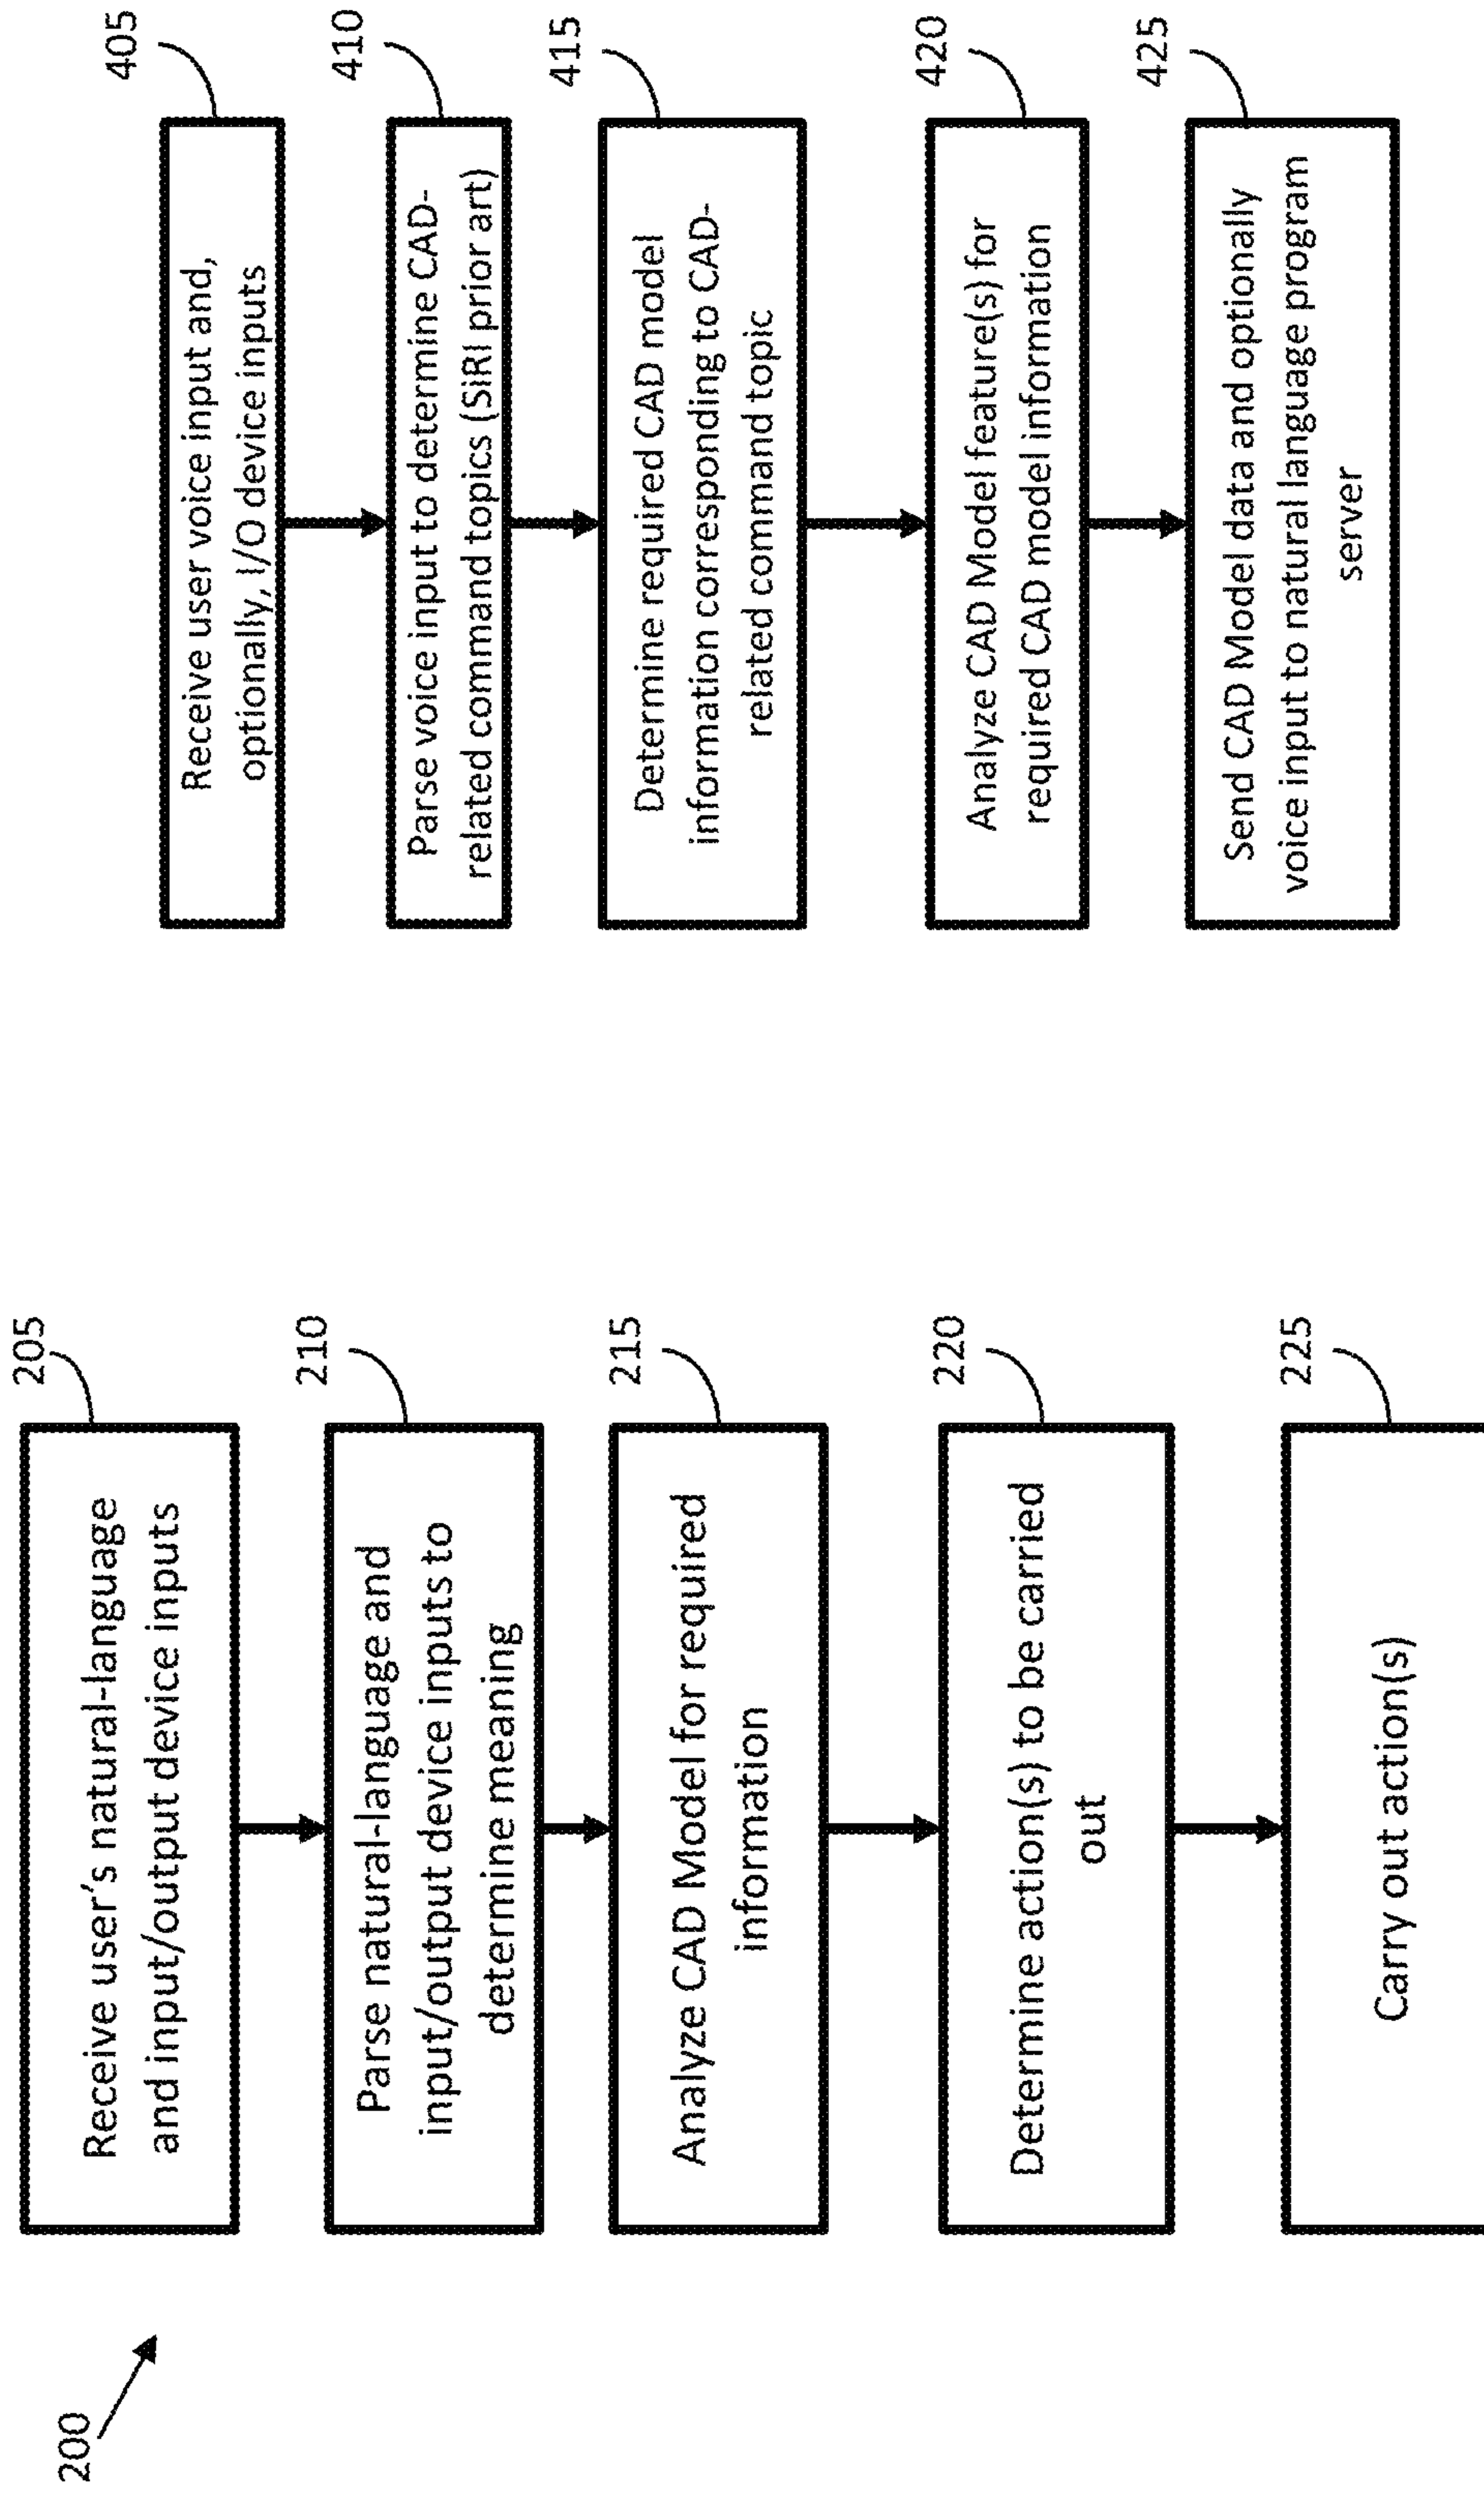 200
205
Receive user's natural-language
and input/output device inputs
210
Parse natural-language and
input/output device inputs to
determine meaning
215
Analyze CAD Model for required
information
220
Determine action(s) to be carried
out
225
Carry out action(s)
405
Receive user voice input and,
optionally, I/O device inputs
410
Parse voice input to determine CAD-
related command topics (SiRI prior art)
415
Determine required CAD model
information corresponding to CAD-
related command topic
420
Analyze CAD Model feature(s) for
required CAD model information
425
Send CAD Model data and optionally
voice input to natural language program
server